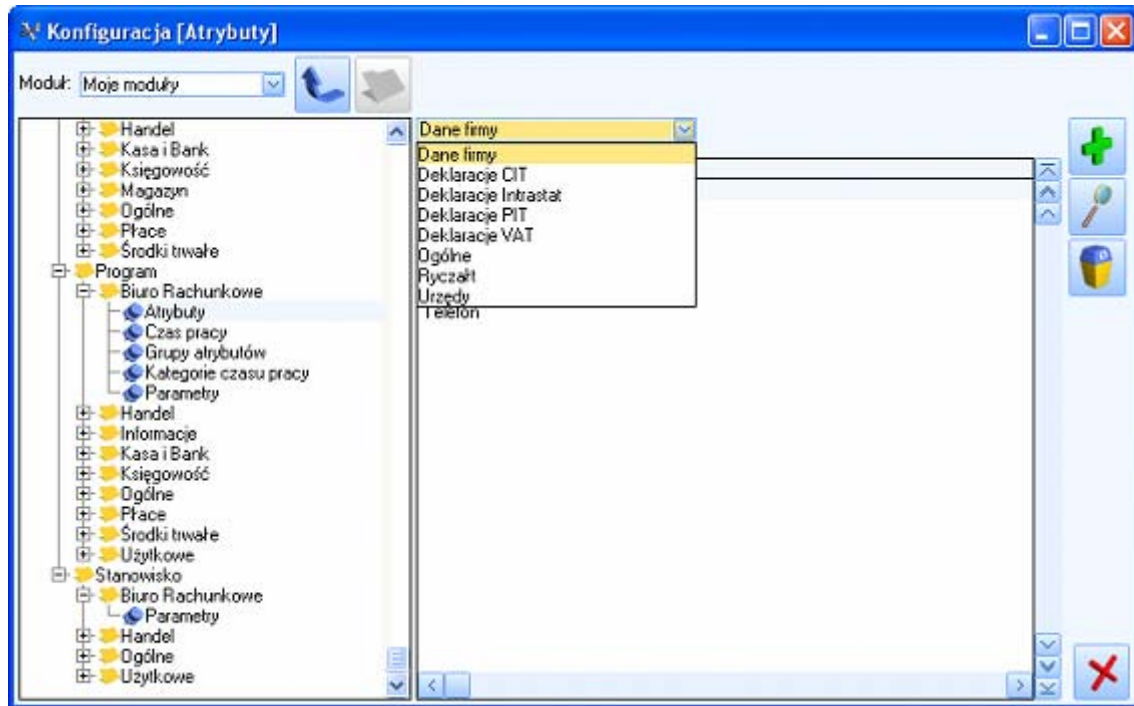 Konfiguracja [Atrybuty]
Moduł: Moje moduły
Handel
Kasa i Bank
Księgowość
Magazyn
Ogólne
Płace
Środki trwałe
Program
Biuro Rachunkowe
Atrybuty
Czas pracy
Grupy atrybutów
Kategorie czasu pracy
Parametry
Handel
Informacje
Kasa i Bank
Księgowość
Ogólne
Płace
Środki trwałe
Użytkowe
Stanowisko
Biuro Rachunkowe
Parametry
Handel
Ogólne
Użytkowe
Dane firmy
Dane firmy
Deklaracje CIT
Deklaracje Intrastat
Deklaracje PIT
Deklaracje VAT
Ogólne
Ryczałt
Urzędy
Telefon